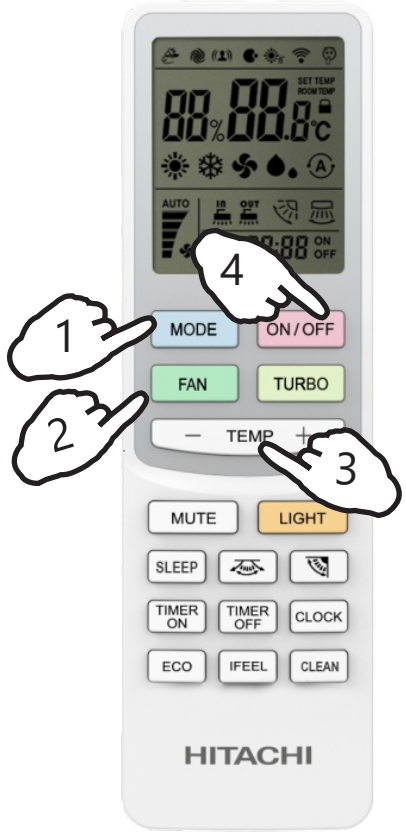 SET TEMP
ROOM TEMP
88% 88.8°C
A
AUTO IN OUT
88:88 ON
OFF
4
1 MODE ON/OFF
FAN TURBO
2
- TEMP +
3
MUTE LIGHT
SLEEP
TIMER ON TIMER OFF CLOCK
ECO IFEEL CLEAN
HITACHI